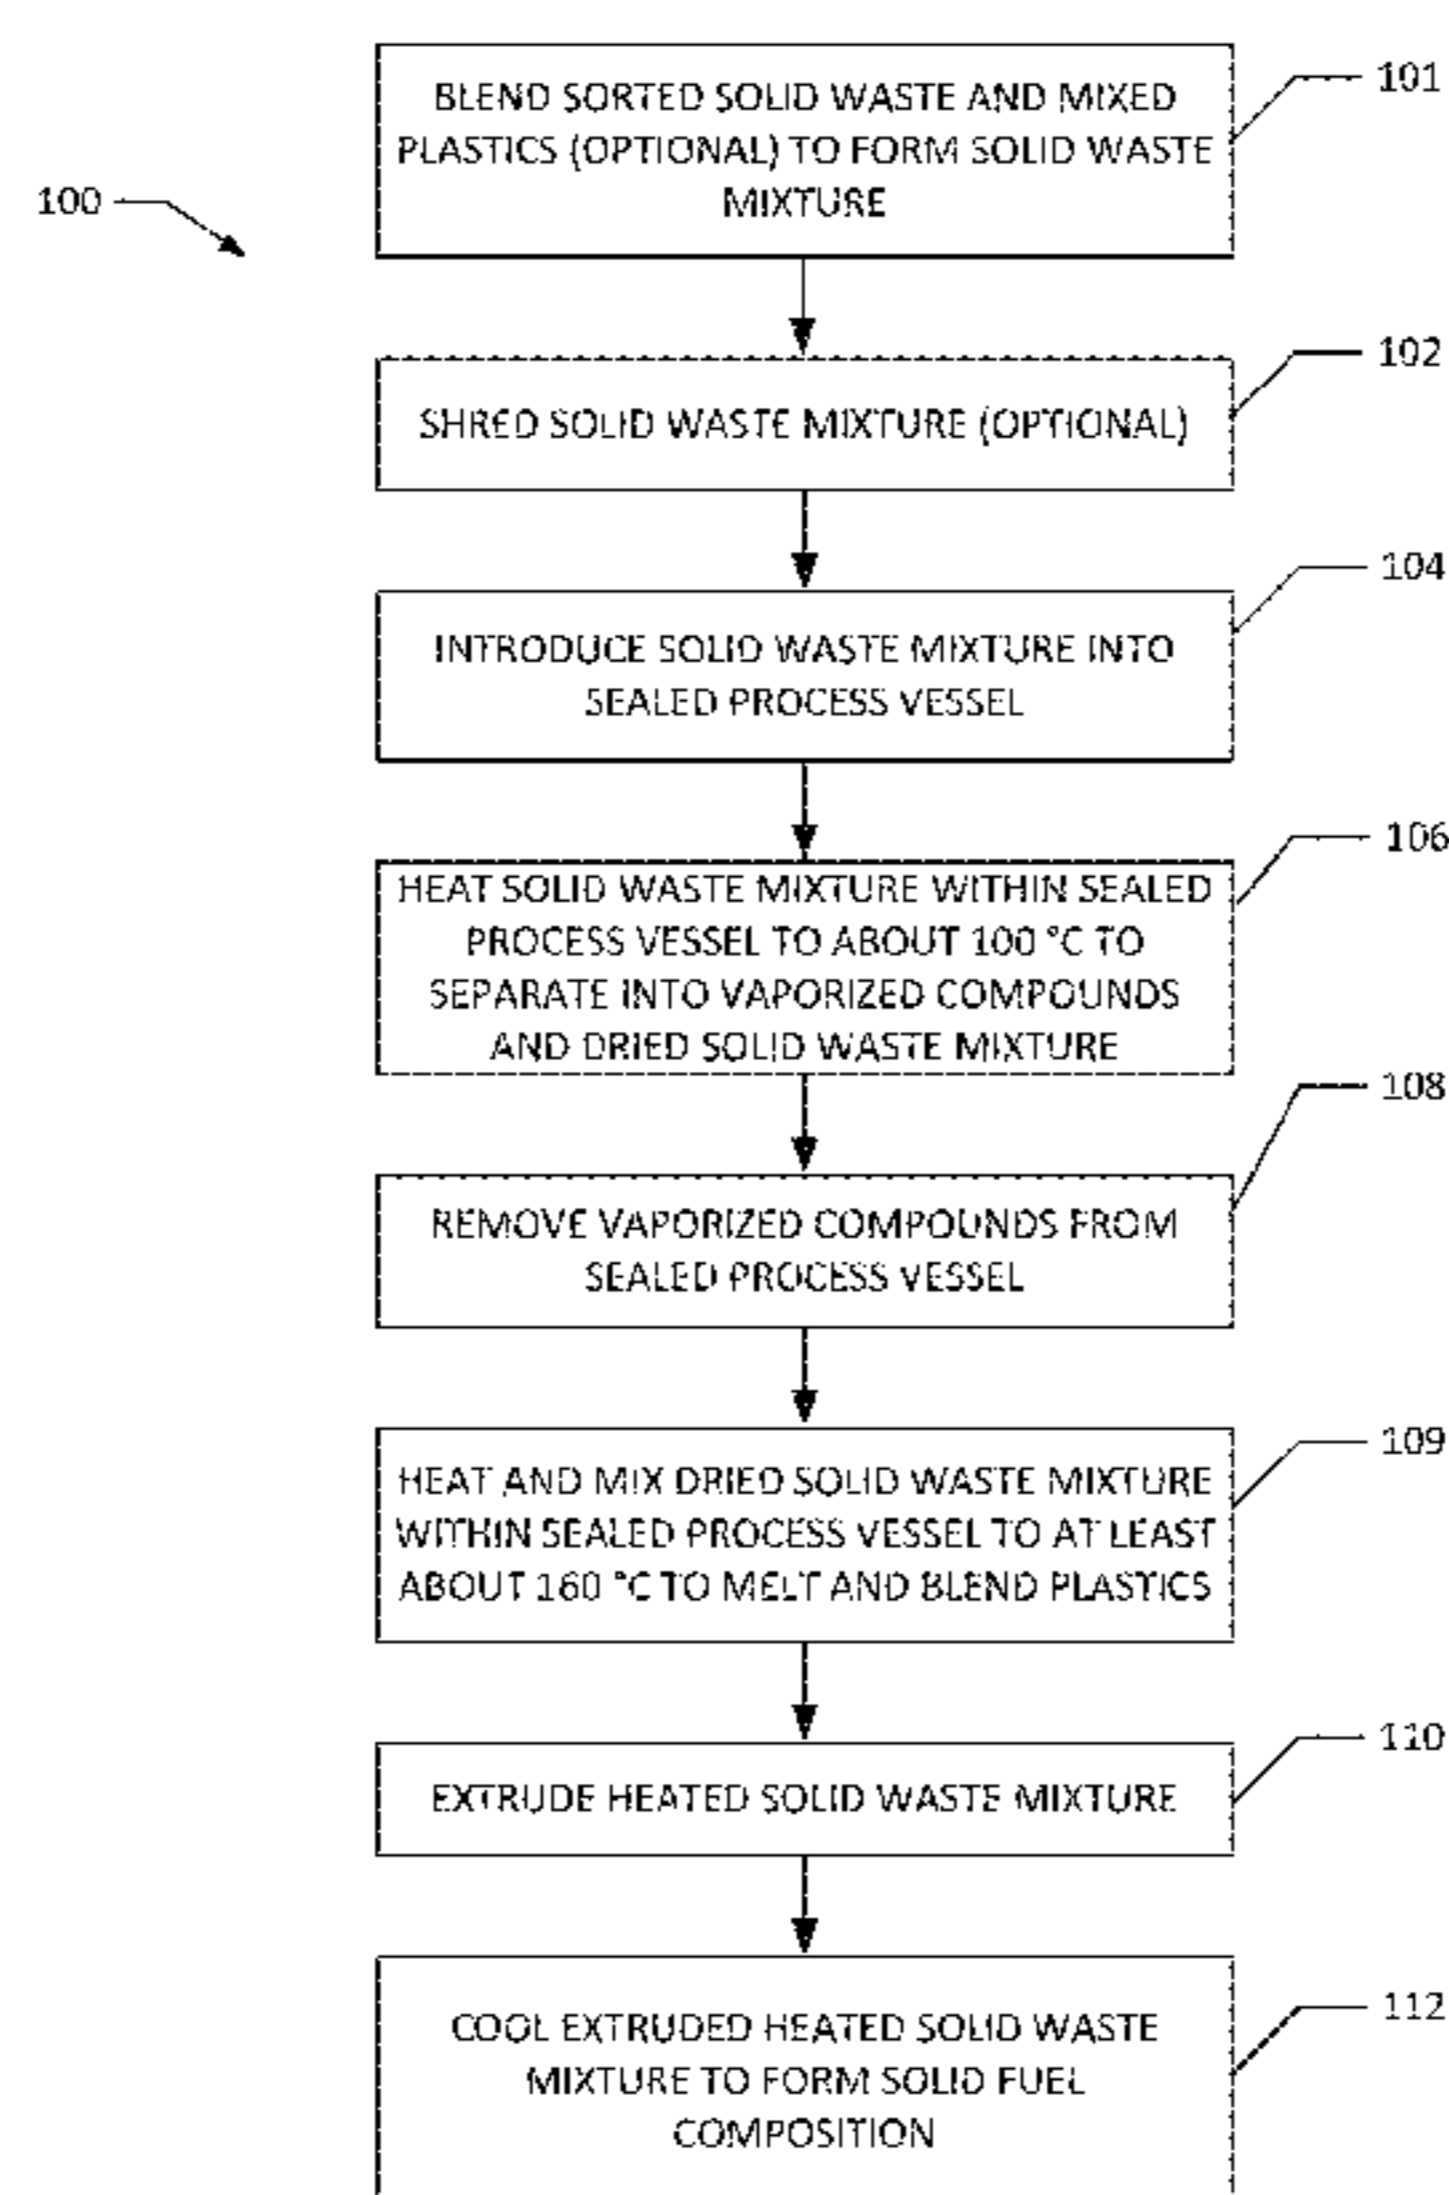 100
BLEND SORTED SOLID WASTE AND MIXED
PLASTICS (OPTIONAL) TO FORM SOLID WASTE
MIXTURE
101
SHRED SOLID WASTE MIXTURE (OPTIONAL)
102
INTRODUCE SOLID WASTE MIXTURE INTO
SEALED PROCESS VESSEL
104
HEAT SOLID WASTE MIXTURE WITHIN SEALED
PROCESS VESSEL TO ABOUT 100 °C TO
SEPARATE INTO VAPORIZED COMPOUNDS
AND DRIED SOLID WASTE MIXTURE
106
REMOVE VAPORIZED COMPOUNDS FROM
SEALED PROCESS VESSEL
108
HEAT AND MIX DRIED SOLID WASTE MIXTURE
WITHIN SEALED PROCESS VESSEL TO AT LEAST
ABOUT 160 °C TO MELT AND BLEND PLASTICS
109
EXTRUDE HEATED SOLID WASTE MIXTURE
110
COOL EXTRUDED HEATED SOLID WASTE
MIXTURE TO FORM SOLID FUEL
COMPOSITION
112